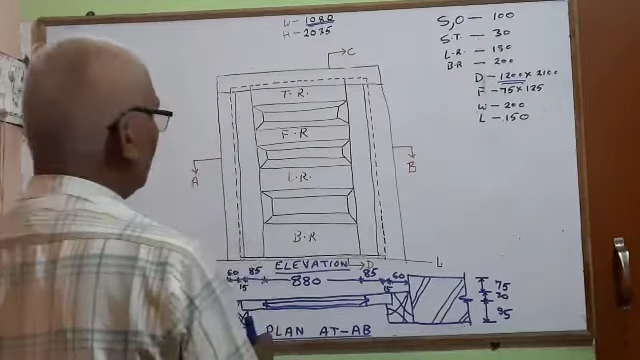 W - 1080
H - 2035
S,O - 100
S.T. - 30
L.R. - 180
B.R - 200
D - 1200 x 2100
F - 75 x 125
W - 200
L - 150
C
T.R.
F.R
L.R.
B.R
A
B
L
ELEVATION
D
60
85
15
880
85
15
60
75
30
95
PLAN AT-AB